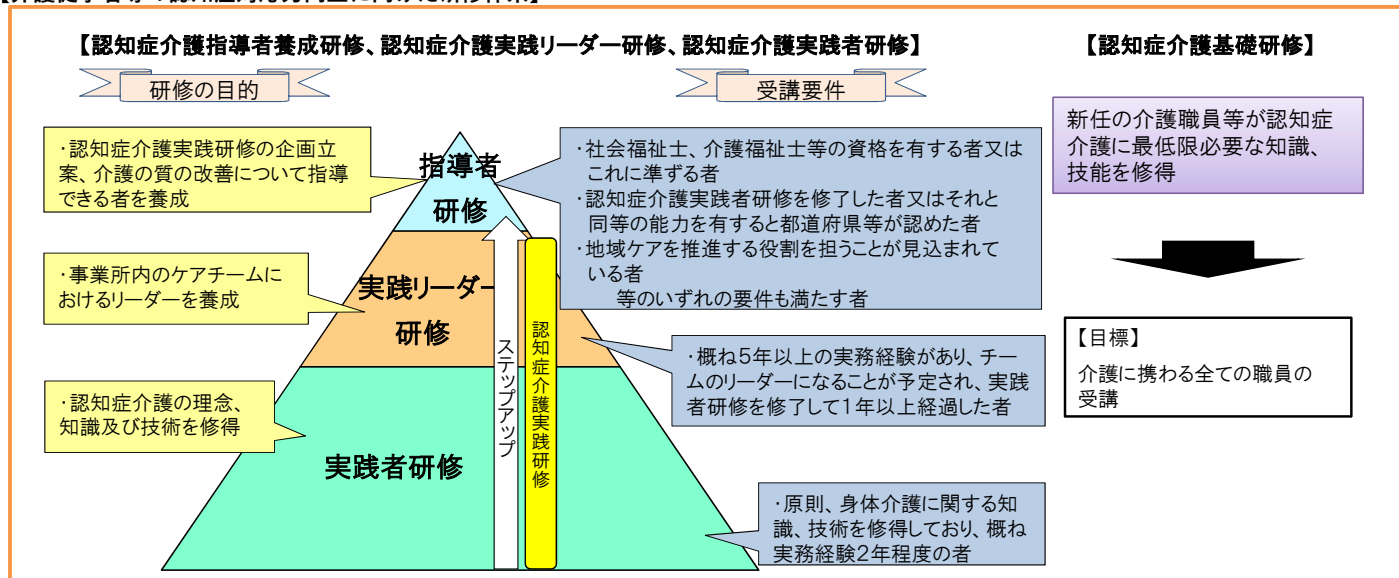 【認知症介護指導者養成研修、認知症介護実践リーダー研修、認知症介護実践者研修】
研修の目的
受講要件
・認知症介護実践研修の企画立
案、介護の質の改善について指導
できる者を養成
・事業所内のケアチームに
おけるリーダーを養成
・認知症介護の理念、
知識及び技術を修得
指導者
研修
実践リーダー
研修
実践者研修
ステップアップ
認知症介護実践研修
・社会福祉士、介護福祉士等の資格を有する者又は
これに準ずる者
・認知症介護実践者研修を修了した者又はそれと
同等の能力を有すると都道府県等が認めた者
・地域ケアを推進する役割を担うことが見込まれて
いる者
等のいずれの要件も満たす者
・概ね5年以上の実務経験があり、チー
ムのリーダーになることが予定され、実践
者研修を修了して1年以上経過した者
・原則、身体介護に関する知
識、技術を修得しており、概ね
実務経験2年程度の者
【認知症介護基礎研修】
新任の介護職員等が認知症
介護に最低限必要な知識、
技能を修得
【目標】
介護に携わる全ての職員の
受講